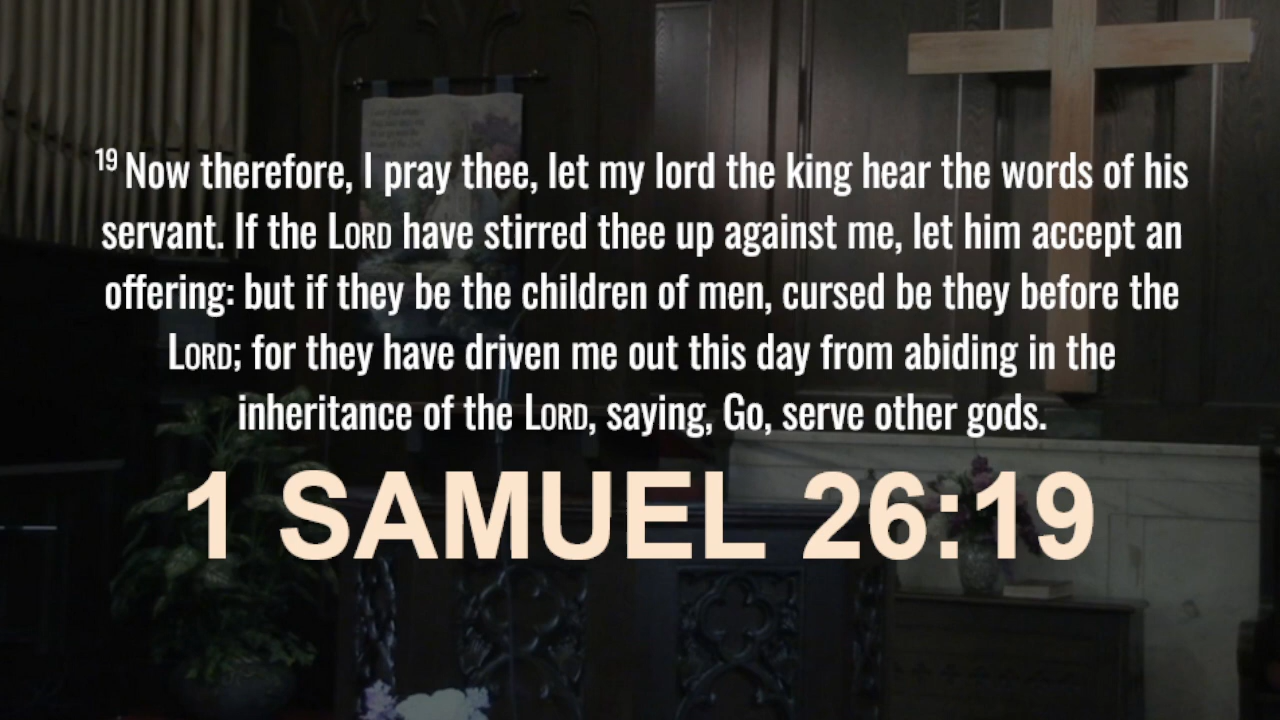 19 Now therefore, I pray thee, let my lord the king hear the words of his
servant. If the LORD have stirred thee up against me, let him accept an
offering: but if they be the children of men, cursed be they before the
LORD; for they have driven me out this day from abiding in the
inheritance of the LORD, saying, Go, serve other gods.
1 SAMUEL 26:19